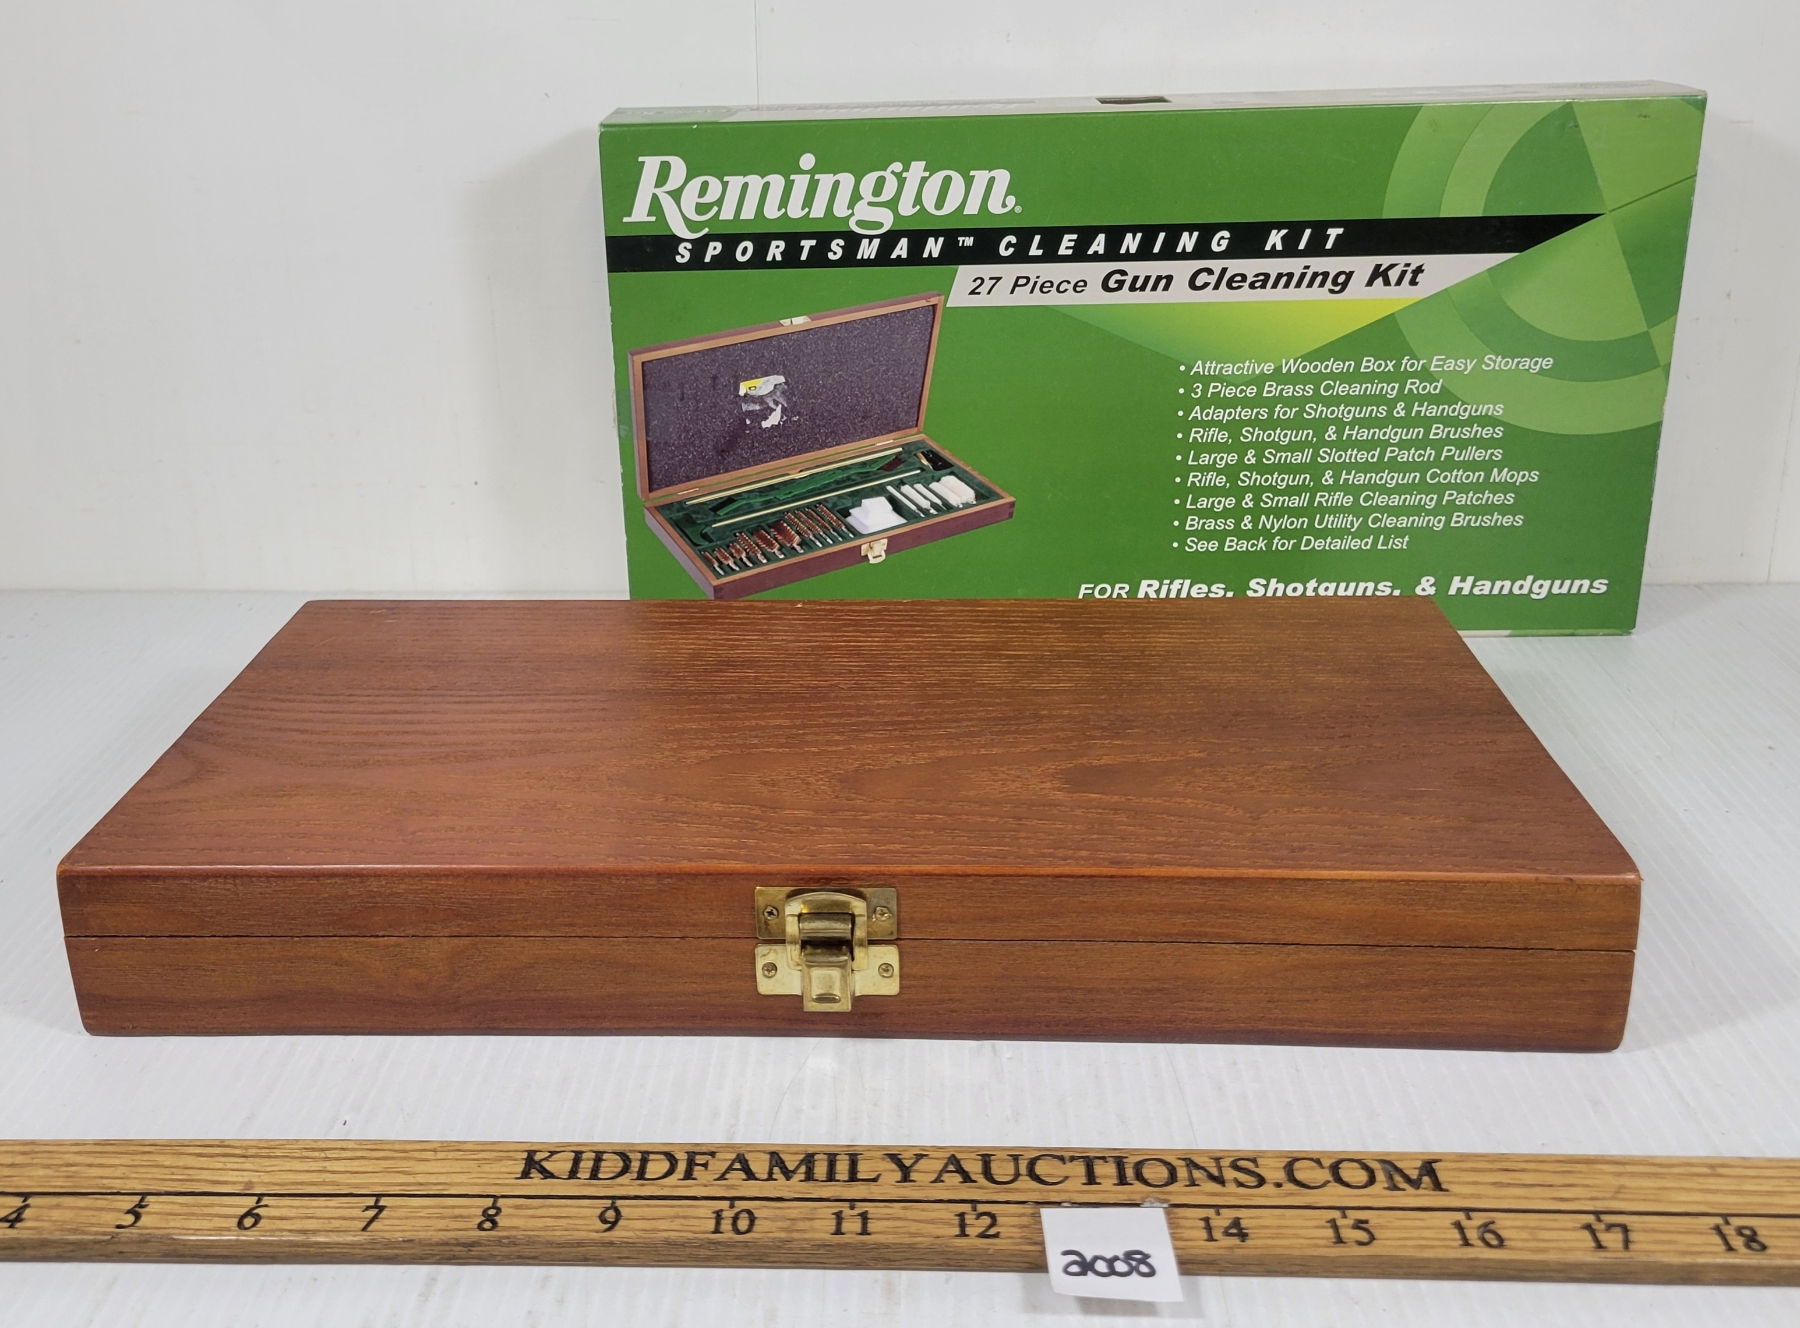 Remington®
SPORTSMAN™ CLEANING KIT
27 Piece Gun Cleaning Kit
• Attractive Wooden Box for Easy Storage
• 3 Piece Brass Cleaning Rod
• Adapters for Shotguns & Handguns
• Rifle, Shotgun, & Handgun Brushes
• Large & Small Slotted Patch Pullers
• Rifle, Shotgun, & Handgun Cotton Mops
• Large & Small Rifle Cleaning Patches
• Brass & Nylon Utility Cleaning Brushes
• See Back for Detailed List
FOR Rifles, Shotguns, & Handguns
KIDDFAMILYAUCTIONS.COM
4 5 6 7 8 9 10 11 12 14 15 16 17 18
2008